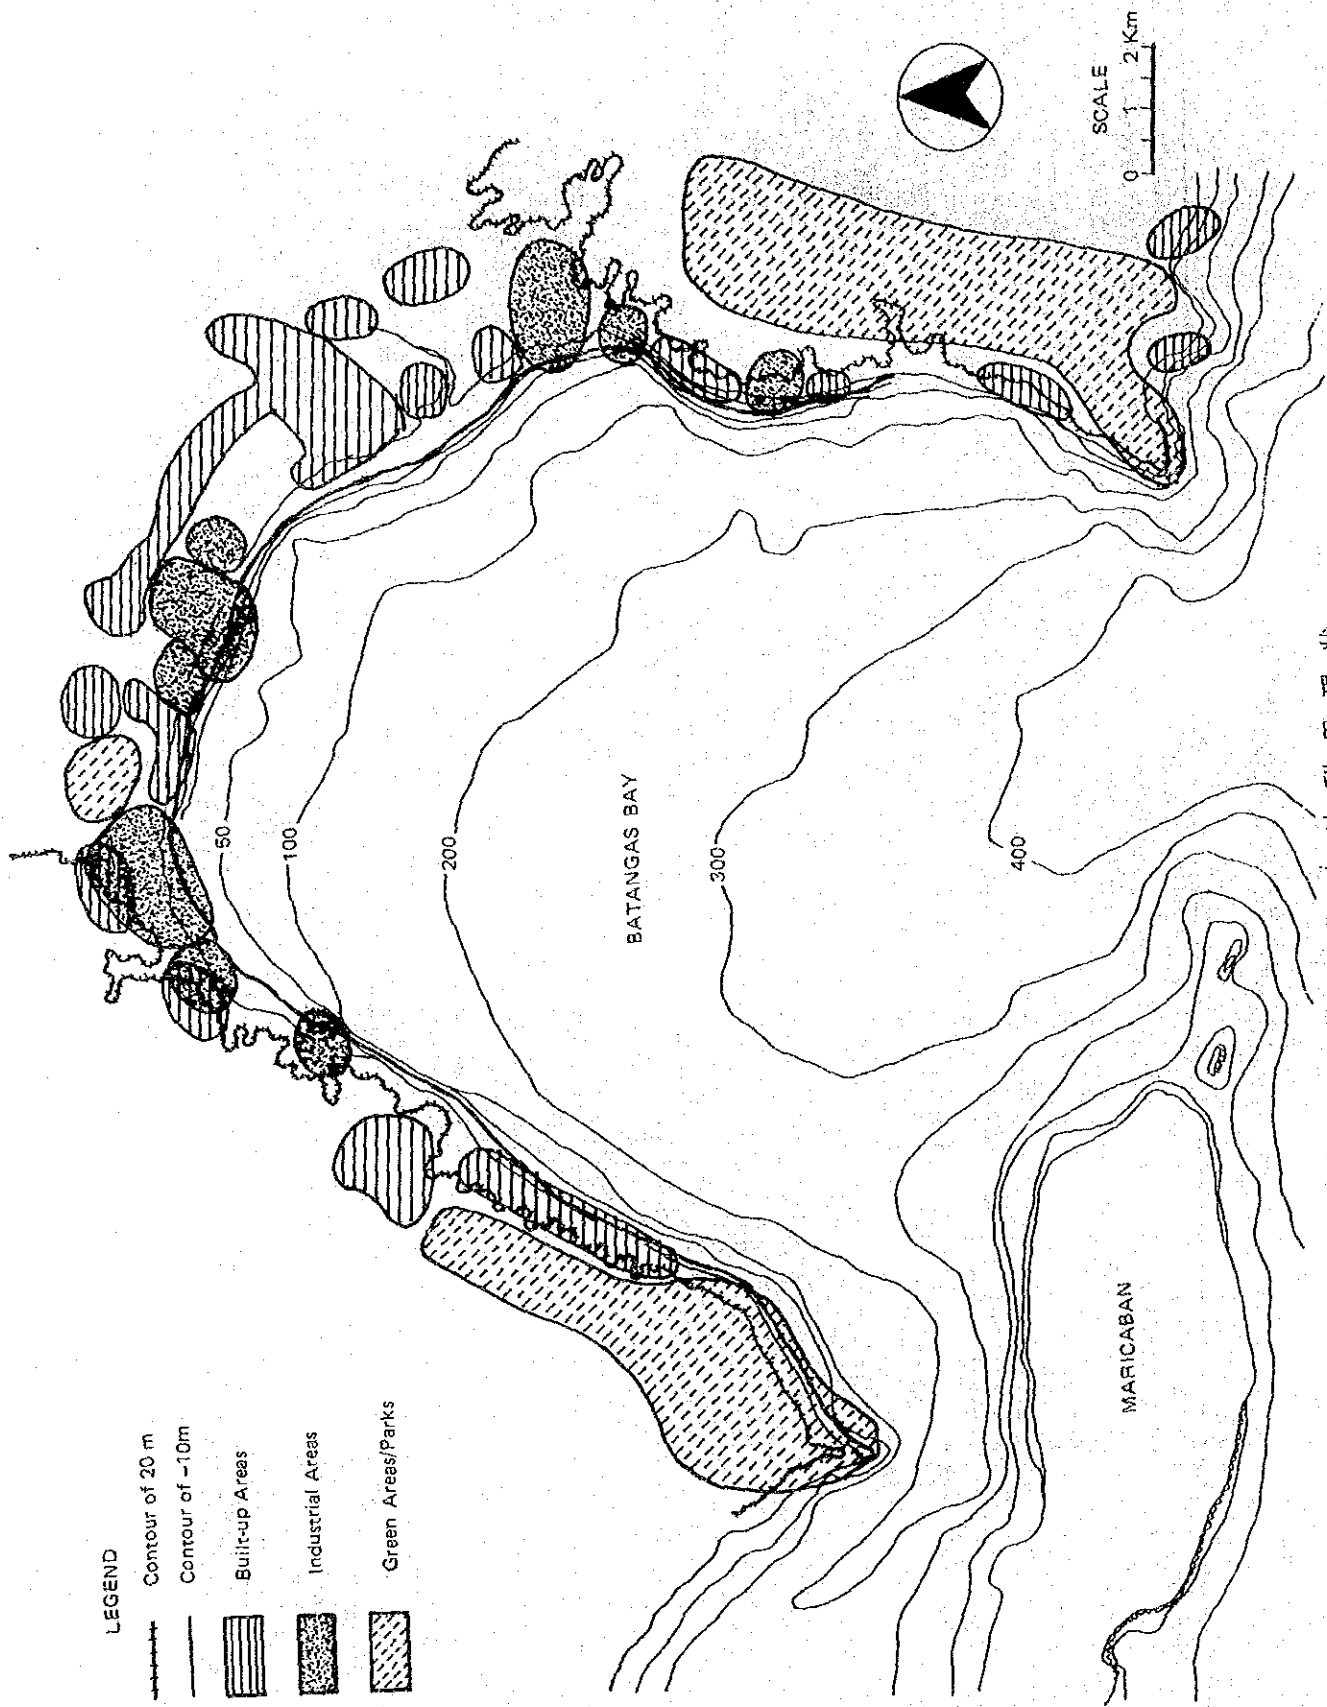 LEGEND
Contour of 20 m
Contour of -10m
Built-up Areas
Industrial Areas
Green Areas/Parks
50
100
200
BATANGAS BAY
300
400
MARICABAN
SCALE
0 1 2 Km